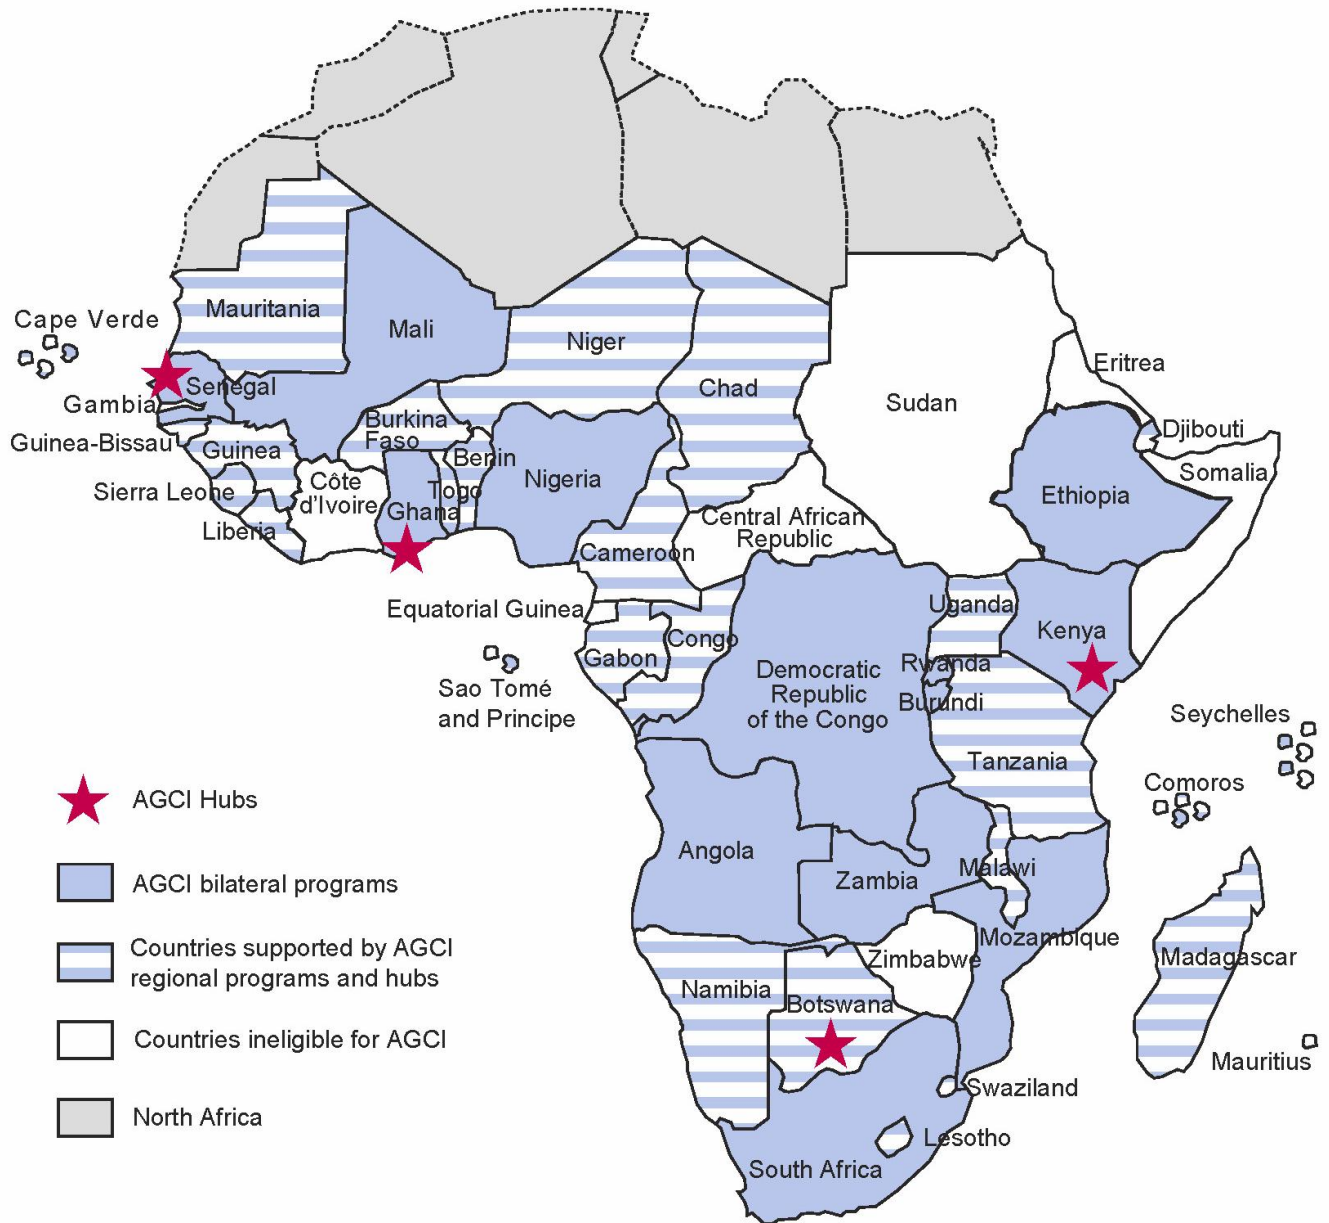 Mauritania
Cape Verde
Mali
Niger
Chad
Sudan
Eritrea
Senegal
Gambia
Burkina
Faso
Djibouti
Guinea-Bissau
Guinea
Benin
Somalia
Nigeria
Côte
d'Ivoire
Togo
Ethiopia
Sierra Leone
Ghana
Central African
Republic
Liberia
Cameroon
Equatorial Guinea
Uganda
Kenya
Congo
Gabon
Rwanda
Democratic
Republic
of the Congo
Sao Tomé
and Principe
Burundi
Seychelles
Tanzania
Comoros
AGCI Hubs
Angola
Malawi
Zambia
AGCI bilateral programs
Mozambique
Countries supported by AGCI
regional programs and hubs
Zimbabwe
Madagascar
Namibia
Botswana
Countries ineligible for AGCI
Mauritius
Swaziland
North Africa
Lesotho
South Africa